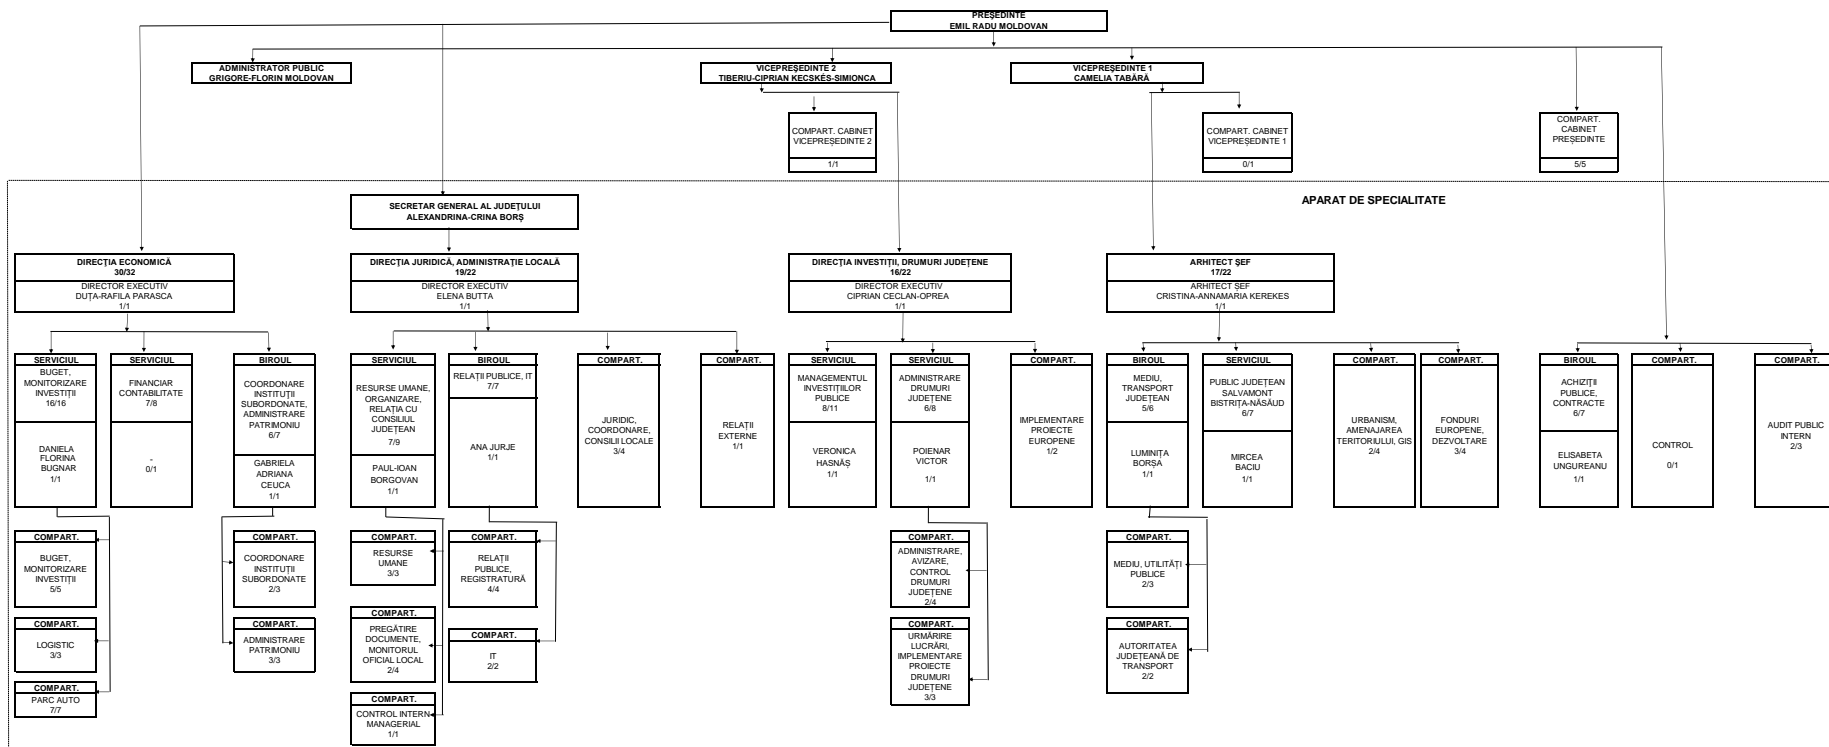 PREŞEDINTE
EMIL RADU MOLDOVAN
ADMINISTRATOR PUBLIC
GRIGORE-FLORIN MOLDOVAN
VICEPREŞEDINTE 2
TIBERIU-CIPRIAN KECSKÉS-SIMIONCA
VICEPREŞEDINTE 1
CAMELIA TABĂRĂ
COMPART. CABINET
VICEPREŞEDINTE 2
1/1
COMPART. CABINET
VICEPREŞEDINTE 1
0/1
COMPART.
CABINET
PREŞEDINTE
5/5
APARAT DE SPECIALITATE
SECRETAR GENERAL AL JUDEŢULUI
ALEXANDRINA-CRINA BORŞ
DIRECŢIA ECONOMICĂ
30/32
DIRECTOR EXECUTIV
DUŢA-RAFILA PARASCA
1/1
DIRECŢIA JURIDICĂ, ADMINISTRAŢIE LOCALĂ
19/22
DIRECTOR EXECUTIV
ELENA BUTTA
1/1
DIRECŢIA INVESTIŢII, DRUMURI JUDEŢENE
16/22
DIRECTOR EXECUTIV
CIPRIAN CECLAN-OPREA
1/1
ARHITECT ŞEF
17/22
ARHITECT ŞEF
CRISTINA-ANNAMARIA KEREKES
1/1
SERVICIUL
BUGET,
MONITORIZARE
INVESTIŢII
16/16
DANIELA
FLORINA
BUGNAR
1/1
SERVICIUL
FINANCIAR
CONTABILITATE
7/8
-
0/1
BIROUL
COORDONARE
INSTITUŢII
SUBORDONATE,
ADMINISTRARE
PATRIMONIU
6/7
GABRIELA
ADRIANA
CEUCA
1/1
SERVICIUL
RESURSE UMANE,
ORGANIZARE,
RELAŢIA CU
CONSILIUL
JUDEŢEAN
7/9
PAUL-IOAN
BORGOVAN
1/1
BIROUL
RELAŢII PUBLICE, IT
7/7
ANA JURJE
1/1
COMPART.
JURIDIC,
COORDONARE,
CONSILII LOCALE
3/4
COMPART.
RELAŢII
EXTERNE
1/1
SERVICIUL
MANAGEMENTUL
INVESTIŢIILOR
PUBLICE
8/11
VERONICA
HASNĂŞ
1/1
SERVICIUL
ADMINISTRARE
DRUMURI
JUDEŢENE
6/8
POIENAR
VICTOR
1/1
COMPART.
IMPLEMENTARE
PROIECTE
EUROPENE
1/2
BIROUL
MEDIU,
TRANSPORT
JUDEŢEAN
5/6
LUMINIŢA
BORŞA
1/1
SERVICIUL
PUBLIC JUDEŢEAN
SALVAMONT
BISTRIŢA-NĂSĂUD
6/7
MIRCEA
BACIU
1/1
COMPART.
URBANISM,
AMENAJAREA
TERITORIULUI, GIS
2/4
COMPART.
FONDURI
EUROPENE,
DEZVOLTARE
3/4
BIROUL
ACHIZIŢII
PUBLICE,
CONTRACTE
6/7
ELISABETA
UNGUREANU
1/1
COMPART.
CONTROL
0/1
COMPART.
AUDIT PUBLIC
INTERN
2/3
COMPART.
BUGET,
MONITORIZARE
INVESTIŢII
5/5
COMPART.
LOGISTIC
3/3
COMPART.
PARC AUTO
7/7
COMPART.
COORDONARE
INSTITUŢII
SUBORDONATE
2/3
COMPART.
ADMINISTRARE
PATRIMONIU
3/3
COMPART.
RESURSE
UMANE
3/3
COMPART.
PREGĂTIRE
DOCUMENTE,
MONITORUL
OFICIAL LOCAL
2/4
COMPART.
CONTROL INTERN
MANAGERIAL
1/1
COMPART.
RELAŢII
PUBLICE,
REGISTRATURĂ
4/4
COMPART.
IT
2/2
COMPART.
ADMINISTRARE,
AVIZARE,
CONTROL
DRUMURI
JUDEŢENE
2/4
COMPART.
URMĂRIRE
LUCRĂRI,
IMPLEMENTARE
PROIECTE
DRUMURI
JUDEŢENE
3/3
COMPART.
MEDIU, UTILITĂŢI
PUBLICE
2/3
COMPART.
AUTORITATEA
JUDEŢEANĂ DE
TRANSPORT
2/2